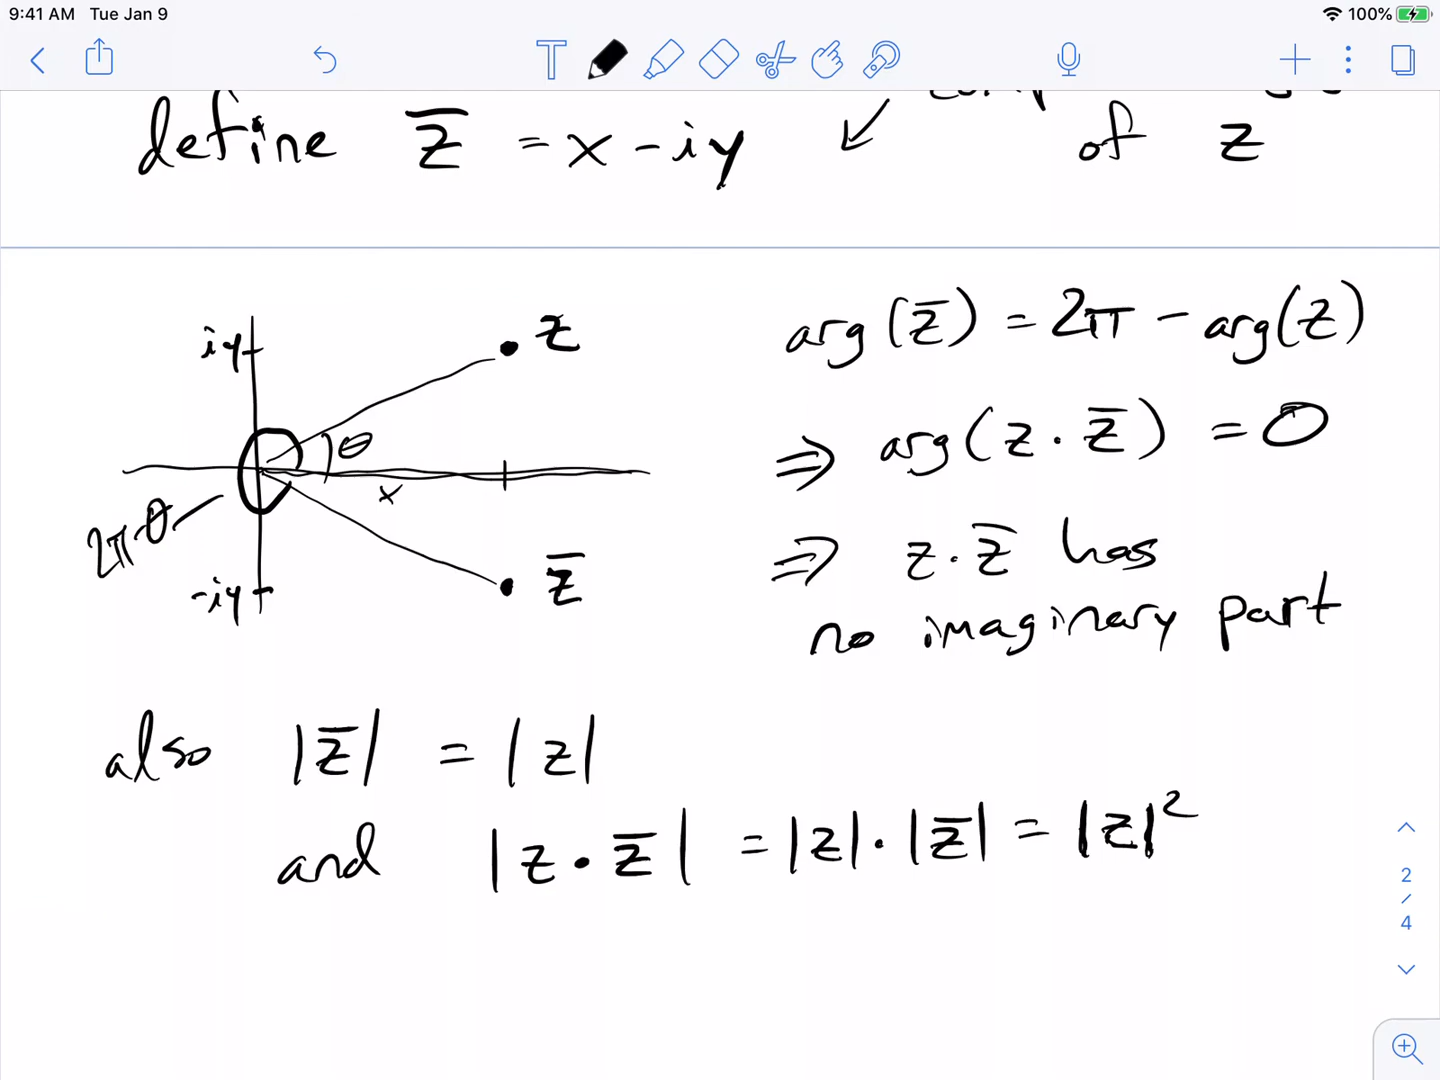 9:41 AM Tue Jan 9
100%
T
define z̅ = x - iy
of z
iy
z
θ
x
2π-θ
-iy
z̅
arg(z̅) = 2π - arg(z)
⇒ arg(z · z̅) = 0
⇒ z · z̅ has
no imaginary part
also |z̅| = |z|
and |z · z̅| = |z| · |z̅| = |z|²
2
/
4